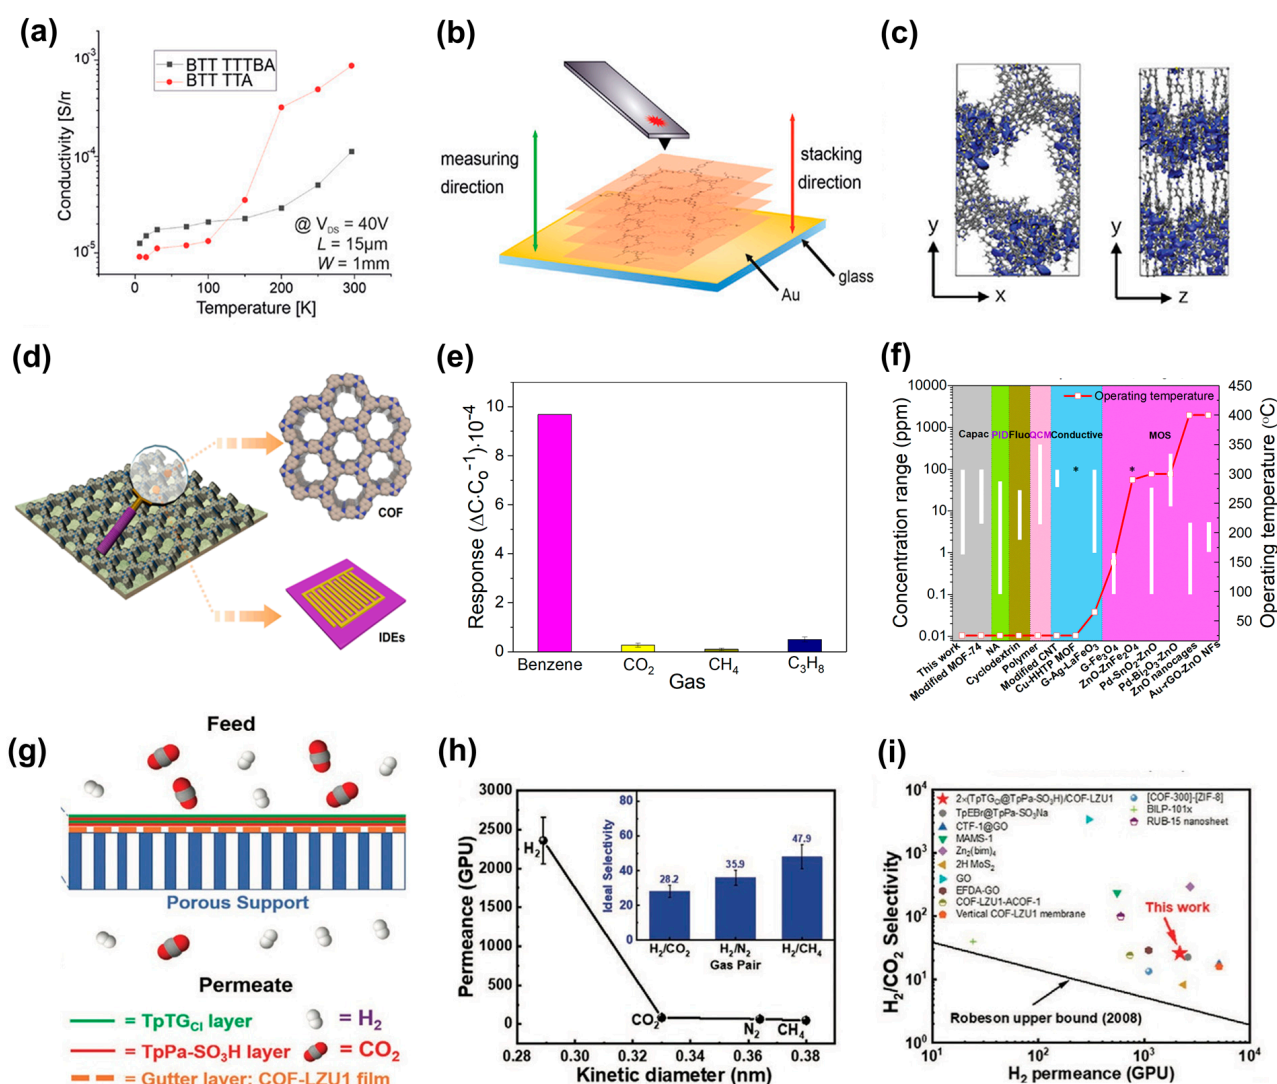 (a)
10⁻³
10⁻⁴
10⁻⁵
Conductivity [S/m
BTT TTTBA
BTT TTA
@ V_DS = 40V
L = 15µm
W = 1mm
0 100 200 300
Temperature [K]
(b)
measuring
direction
stacking
direction
glass
Au
(c)
y
x
y
z
(d)
COF
IDEs
(e)
Response (ΔC·C₀⁻¹)·10⁻⁴
10
8
6
4
2
0
Benzene CO₂ CH₄ C₃H₈
Gas
(f)
Concentration range (ppm)
10000
1000
100
10
1
0.1
0.01
Operating temperature
Capac PID Fluo QCM Conductive MOS
*
*
450
400
350
300
250
200
150
100
50
Operating temperature (°C)
This work
Modified MOF-74
NA
Cyclodextrin
Polymer
Modified CNT
Cu-HHTP MOF
G-Ag-LaFeO₃
G-Fe₃O₄
ZnO-ZnFe₂O₄
Pd-SnO₂-ZnO
Pd-Bi₂O₃-ZnO
ZnO nanocages
Au-rGO-ZnO NFs
(g)
Feed
Porous Support
Permeate
= TpTG_Cl layer
= H₂
= TpPa-SO₃H layer
= CO₂
= Gutter layer: COF-LZU1 film
(h)
Permeance (GPU)
3000
2500
2000
1500
1000
500
0
H₂
CO₂
N₂
CH₄
0.28 0.30 0.32 0.34 0.36 0.38
Kinetic diameter (nm)
Ideal Selectivity
80
60
40
20
0
28.2
35.9
47.9
H₂/CO₂ H₂/N₂ H₂/CH₄
Gas Pair
(i)
H₂/CO₂ Selectivity
10⁴
10³
10²
10¹
10⁰
2×(TpTG_Cl@TpPa-SO₃H)/COF-LZU1
TpEBr@TpPa-SO₃Na
CTF-1@GO
MAMS-1
Zn₂(bim)₄
2H MoS₂
GO
EFDA-GO
COF-LZU1-ACOF-1
Vertical COF-LZU1 membrane
[COF-300]-[ZIF-8]
BILP-101x
RUB-15 nanosheet
This work
Robeson upper bound (2008)
10¹ 10² 10³ 10⁴
H₂ permeance (GPU)